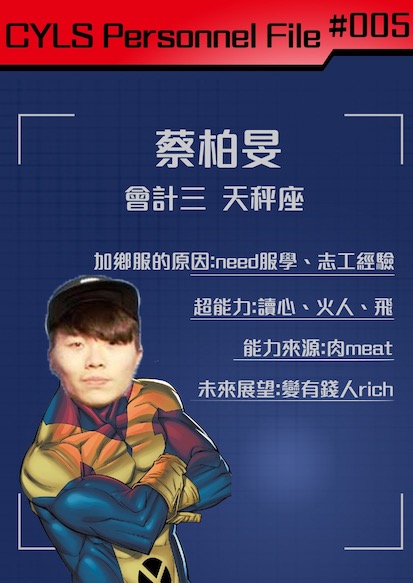 CYLS Personnel File #005
蔡柏旻
會計三 天秤座
加鄉服的原因:need服學、志工經驗
超能力:讀心、火人、飛
能力來源:肉meat
未來展望:變有錢人rich